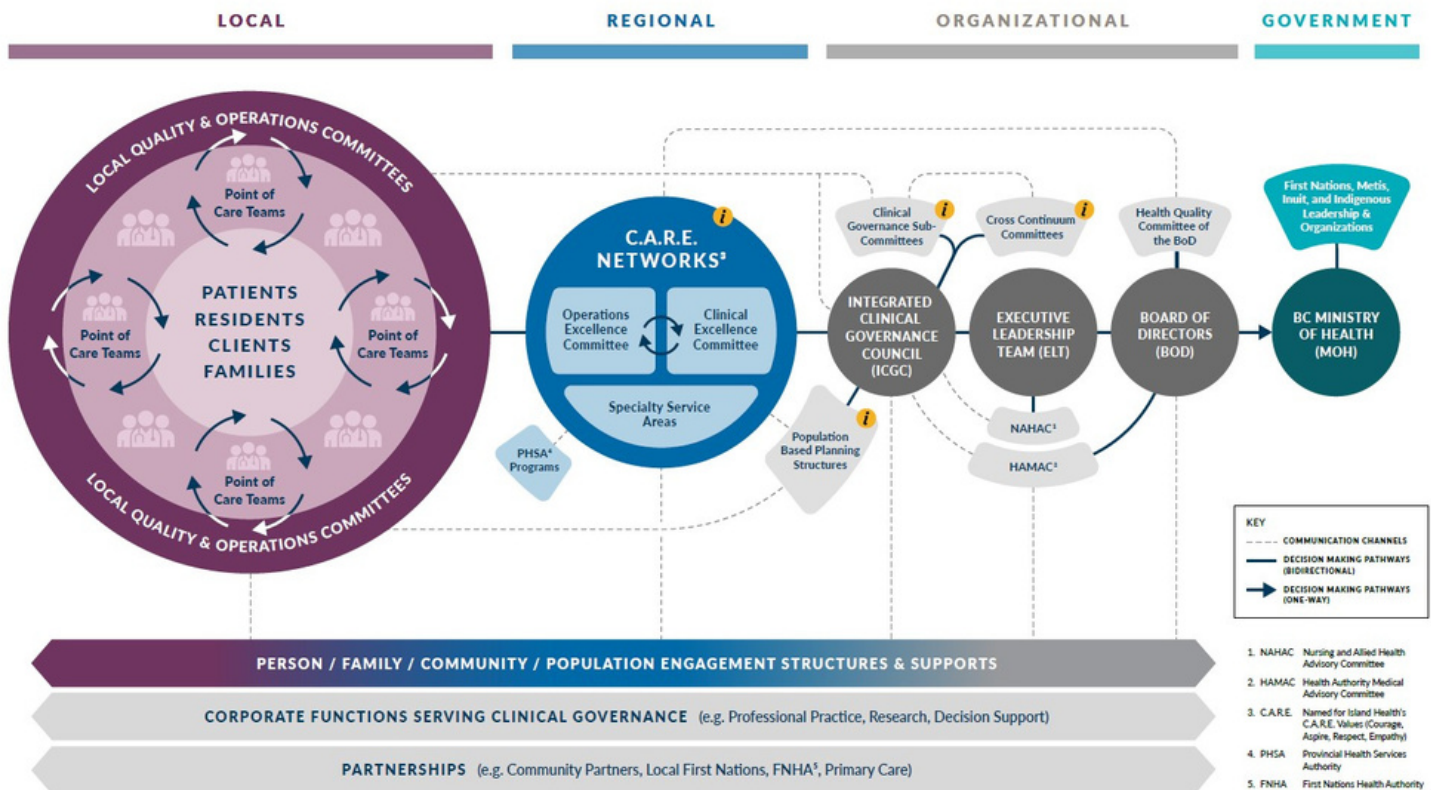 LOCAL
REGIONAL
ORGANIZATIONAL
GOVERNMENT
LOCAL QUALITY & OPERATIONS COMMITTEES
Point of
Care Teams
Point of
Care Teams
PATIENTS
RESIDENTS
CLIENTS
FAMILIES
Point of
Care Teams
Point of
Care Teams
LOCAL QUALITY & OPERATIONS COMMITTEES
i
C.A.R.E.
NETWORKS³
Operations
Excellence
Committee
Clinical
Excellence
Committee
Specialty Service
Areas
PHSA⁴
Programs
i
Population
Based Planning
Structures
i
Clinical
Governance Sub-
Committees
i
Cross Continuum
Committees
Health Quality
Committee
of the BoD
First Nations, Metis,
Inuit, and Indigenous
Leadership &
Organizations
INTEGRATED
CLINICAL
GOVERNANCE
COUNCIL
(ICGC)
EXECUTIVE
LEADERSHIP
TEAM (ELT)
BOARD OF
DIRECTORS
(BOD)
BC MINISTRY
OF HEALTH
(MOH)
NAHAC¹
HAMAC²
KEY
COMMUNICATION CHANNELS
DECISION MAKING PATHWAYS
(BIDIRECTIONAL)
DECISION MAKING PATHWAYS
(ONE-WAY)
PERSON / FAMILY / COMMUNITY / POPULATION ENGAGEMENT STRUCTURES & SUPPORTS
CORPORATE FUNCTIONS SERVING CLINICAL GOVERNANCE (e.g. Professional Practice, Research, Decision Support)
PARTNERSHIPS (e.g. Community Partners, Local First Nations, FNHA⁵, Primary Care)
1. NAHAC Nursing and Allied Health
Advisory Committee
2. HAMAC Health Authority Medical
Advisory Committee
3. C.A.R.E. Named for Island Health's
C.A.R.E. Values (Courage,
Aspire, Respect, Empathy)
4. PHSA Provincial Health Services
Authority
5. FNHA First Nations Health Authority